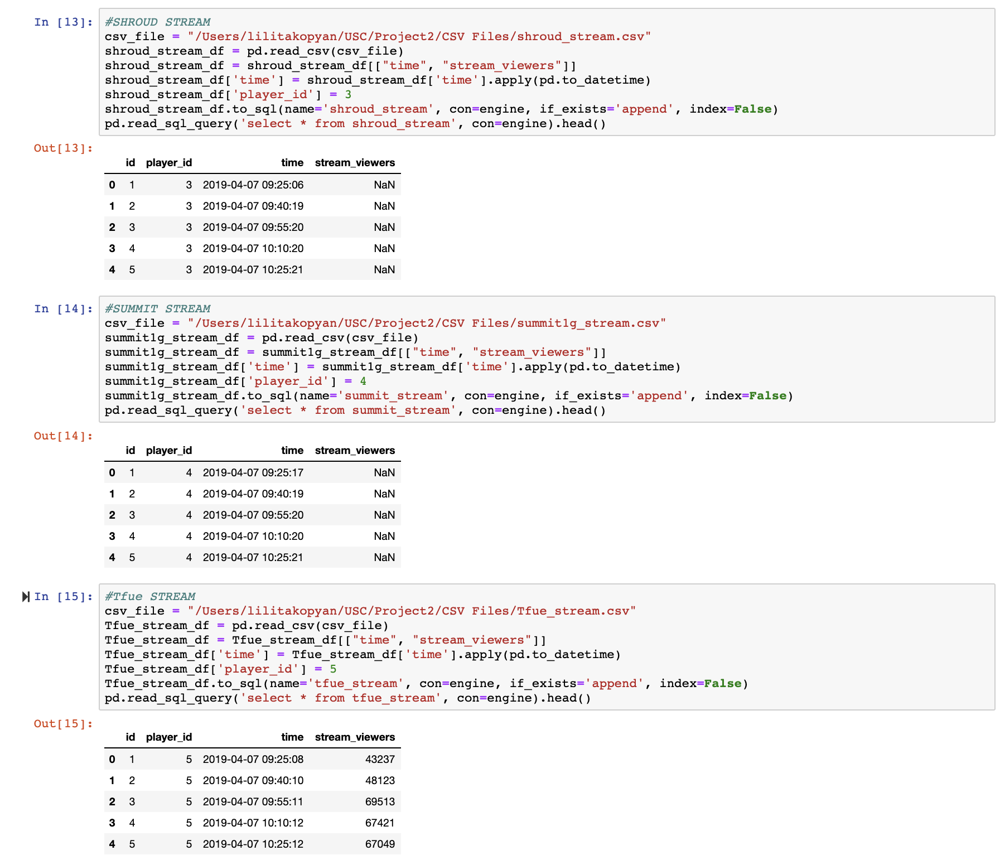 In [13]: #SHROUD STREAM
csv_file = "/Users/lilitakopyan/USC/Project2/CSV Files/shroud_stream.csv"
shroud_stream_df = pd.read_csv(csv_file)
shroud_stream_df = shroud_stream_df[["time", "stream_viewers"]]
shroud_stream_df['time'] = shroud_stream_df['time'].apply(pd.to_datetime)
shroud_stream_df['player_id'] = 3
shroud_stream_df.to_sql(name='shroud_stream', con=engine, if_exists='append', index=False)
pd.read_sql_query('select * from shroud_stream', con=engine).head()
Out[13]:
id player_id time stream_viewers
0 1 3 2019-04-07 09:25:06 NaN
1 2 3 2019-04-07 09:40:19 NaN
2 3 3 2019-04-07 09:55:20 NaN
3 4 3 2019-04-07 10:10:20 NaN
4 5 3 2019-04-07 10:25:21 NaN
In [14]: #SUMMIT STREAM
csv_file = "/Users/lilitakopyan/USC/Project2/CSV Files/summit1g_stream.csv"
summit1g_stream_df = pd.read_csv(csv_file)
summit1g_stream_df = summit1g_stream_df[["time", "stream_viewers"]]
summit1g_stream_df['time'] = summit1g_stream_df['time'].apply(pd.to_datetime)
summit1g_stream_df['player_id'] = 4
summit1g_stream_df.to_sql(name='summit_stream', con=engine, if_exists='append', index=False)
pd.read_sql_query('select * from summit_stream', con=engine).head()
Out[14]:
id player_id time stream_viewers
0 1 4 2019-04-07 09:25:17 NaN
1 2 4 2019-04-07 09:40:19 NaN
2 3 4 2019-04-07 09:55:20 NaN
3 4 4 2019-04-07 10:10:20 NaN
4 5 4 2019-04-07 10:25:21 NaN
In [15]: #Tfue STREAM
csv_file = "/Users/lilitakopyan/USC/Project2/CSV Files/Tfue_stream.csv"
Tfue_stream_df = pd.read_csv(csv_file)
Tfue_stream_df = Tfue_stream_df[["time", "stream_viewers"]]
Tfue_stream_df['time'] = Tfue_stream_df['time'].apply(pd.to_datetime)
Tfue_stream_df['player_id'] = 5
Tfue_stream_df.to_sql(name='tfue_stream', con=engine, if_exists='append', index=False)
pd.read_sql_query('select * from tfue_stream', con=engine).head()
Out[15]:
id player_id time stream_viewers
0 1 5 2019-04-07 09:25:08 43237
1 2 5 2019-04-07 09:40:10 48123
2 3 5 2019-04-07 09:55:11 69513
3 4 5 2019-04-07 10:10:12 67421
4 5 5 2019-04-07 10:25:12 67049